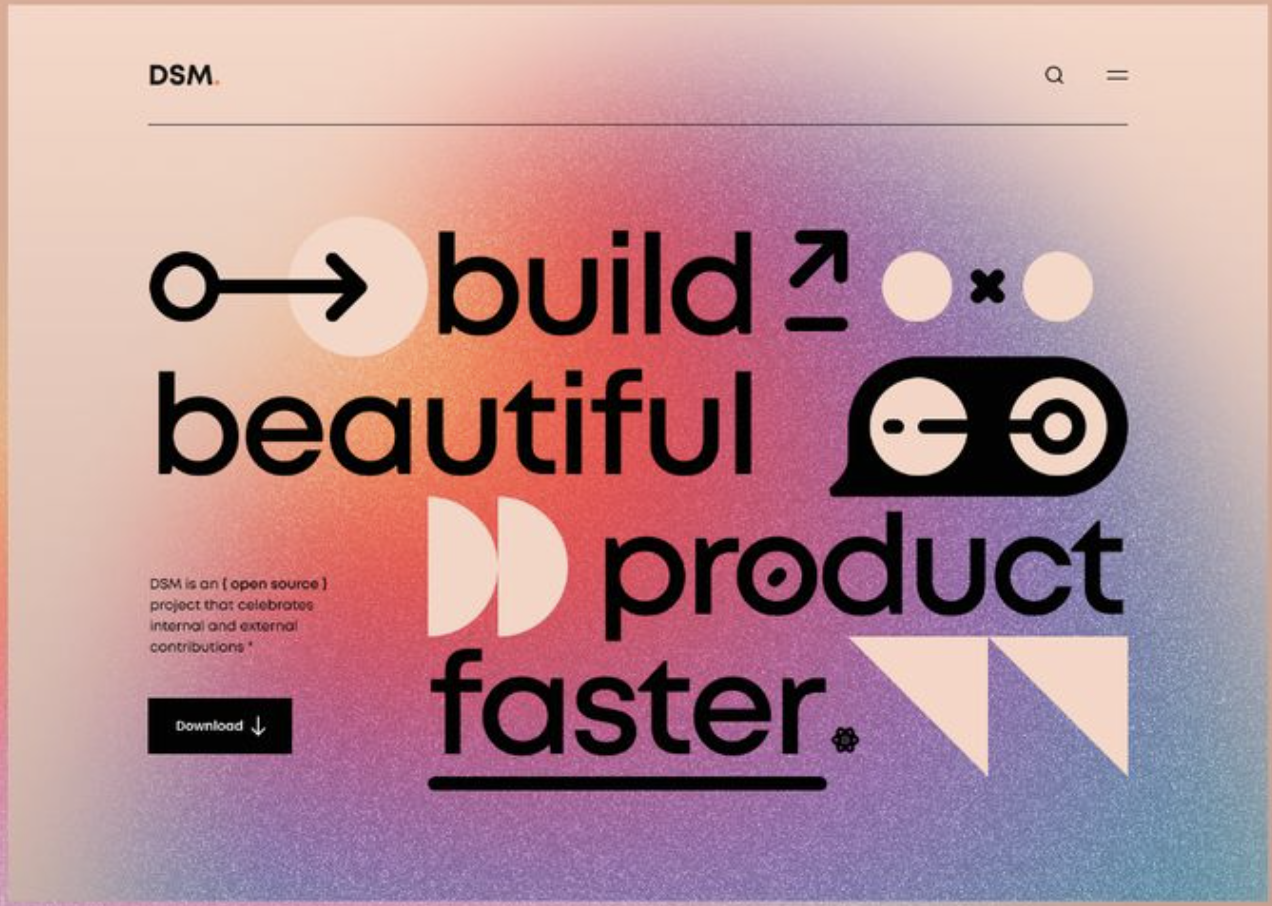 DSM.
build
beautiful
product
faster.
DSM is an { open source }
project that celebrates
internal and external
contributions *
Download ↓